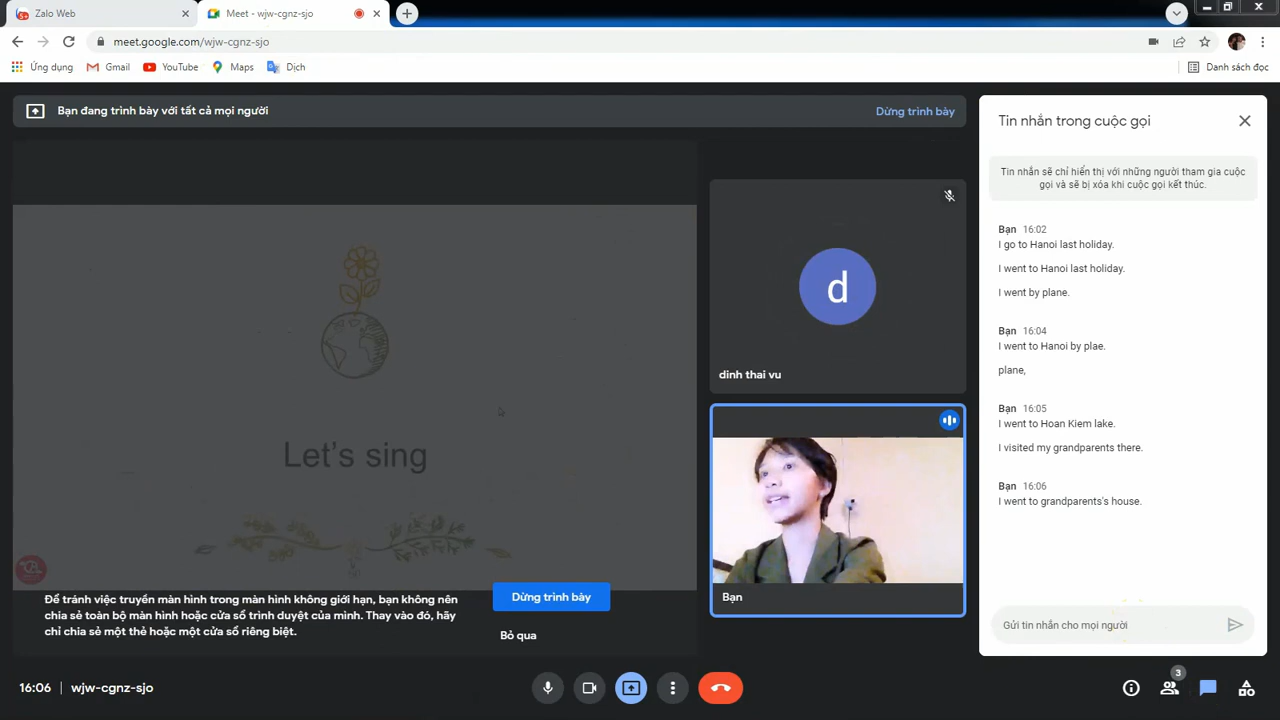 Zalo Web
Meet - wjw-cgnz-sjo
meet.google.com/wjw-cgnz-sjo
Ứng dụng
Gmail
YouTube
Maps
Dịch
Danh sách đọc
Bạn đang trình bày với tất cả mọi người
Dừng trình bày
Let's sing
Để tránh việc truyền màn hình trong màn hình không giới hạn, bạn không nên
chia sẻ toàn bộ màn hình hoặc cửa sổ trình duyệt của mình. Thay vào đó, hãy
chỉ chia sẻ một thẻ hoặc một cửa sổ riêng biệt.
Dừng trình bày
Bỏ qua
d
dinh thai vu
Bạn
Tin nhắn trong cuộc gọi
Tin nhắn sẽ chỉ hiển thị với những người tham gia cuộc
gọi và sẽ bị xóa khi cuộc gọi kết thúc.
Bạn 16:02
I go to Hanoi last holiday.
I went to Hanoi last holiday.
I went by plane.
Bạn 16:04
I went to Hanoi by plae.
plane,
Bạn 16:05
I went to Hoan Kiem lake.
I visited my grandparents there.
Bạn 16:06
I went to grandparents's house.
Gửi tin nhắn cho mọi người
16:06 | wjw-cgnz-sjo
3